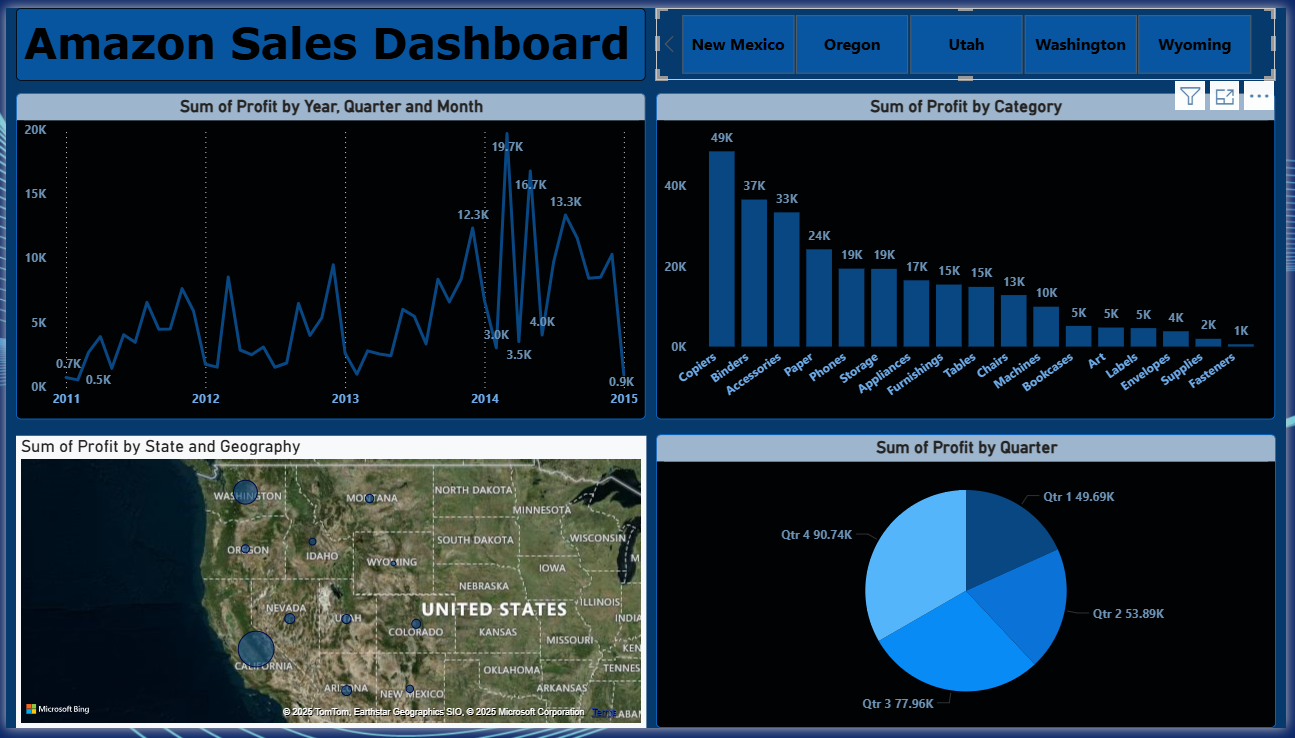 Amazon Sales Dashboard
New Mexico
Oregon
Utah
Washington
Wyoming
Sum of Profit by Year, Quarter and Month
20K
15K
10K
5K
0K
0.7K
0.5K
12.3K
3.0K
19.7K
3.5K
16.7K
4.0K
13.3K
0.9K
2011
2012
2013
2014
2015
Sum of Profit by Category
40K
20K
0K
49K
37K
33K
24K
19K
19K
17K
15K
15K
13K
10K
5K
5K
5K
4K
2K
1K
Copiers
Binders
Accessories
Paper
Phones
Storage
Appliances
Furnishings
Tables
Chairs
Machines
Bookcases
Art
Labels
Envelopes
Supplies
Fasteners
Sum of Profit by State and Geography
WASHINGTON
MONTANA
NORTH DAKOTA
MINNESOTA
OREGON
IDAHO
SOUTH DAKOTA
WISCONSIN
WYOMING
IOWA
NEBRASKA
NEVADA
UTAH
UNITED STATES
ILLINOIS
INDIA
COLORADO
KANSAS
MISSOURI
KEN
CALIFORNIA
OKLAHOMA
TENNES
ARIZONA
NEW MEXICO
ARKANSAS
Microsoft Bing
© 2025 TomTom, Earthstar Geographics SIO, © 2025 Microsoft Corporation
Terms
Sum of Profit by Quarter
Qtr 1 49.69K
Qtr 4 90.74K
Qtr 2 53.89K
Qtr 3 77.96K